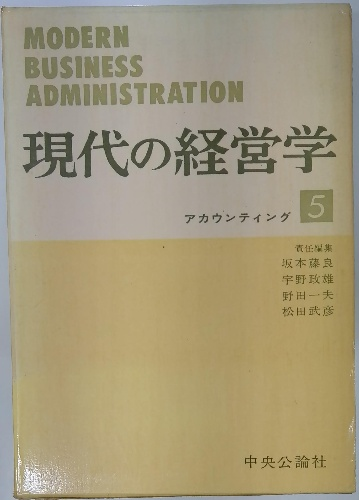 MODERN
BUSINESS
ADMINISTRATION
現代の経営学
アカウンティング 5
責任編集
坂本藤良
宇野政雄
野田一夫
松田武彦
中央公論社